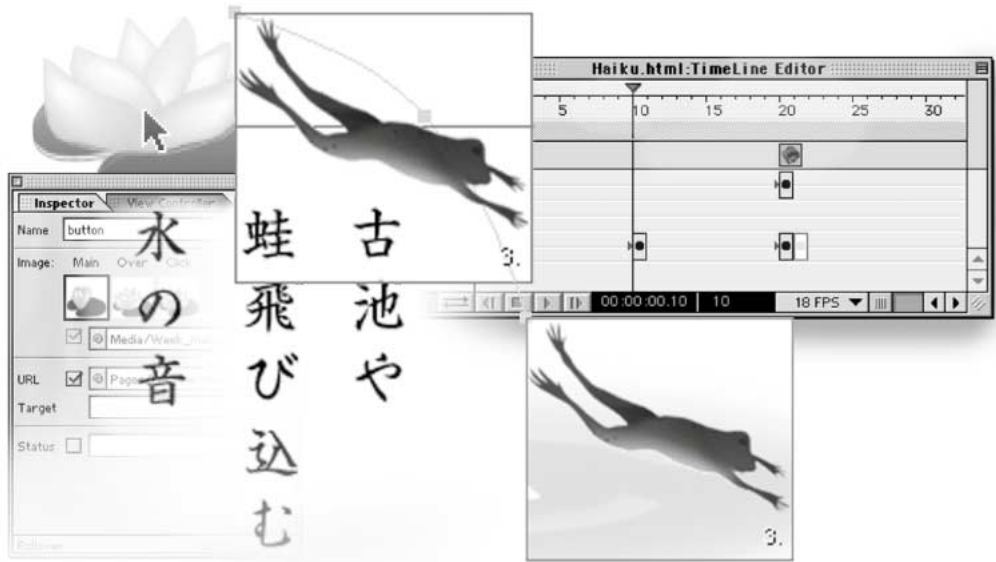 Haiku.html:TimeLine Editor
5 10 15 20 25 30
00:00:00.10 10 18 FPS
Inspector View Controller
Name button
Image: Main Over Click
URL
Target
Status
古池や
蛙飛び込む
水の音
3.
3.